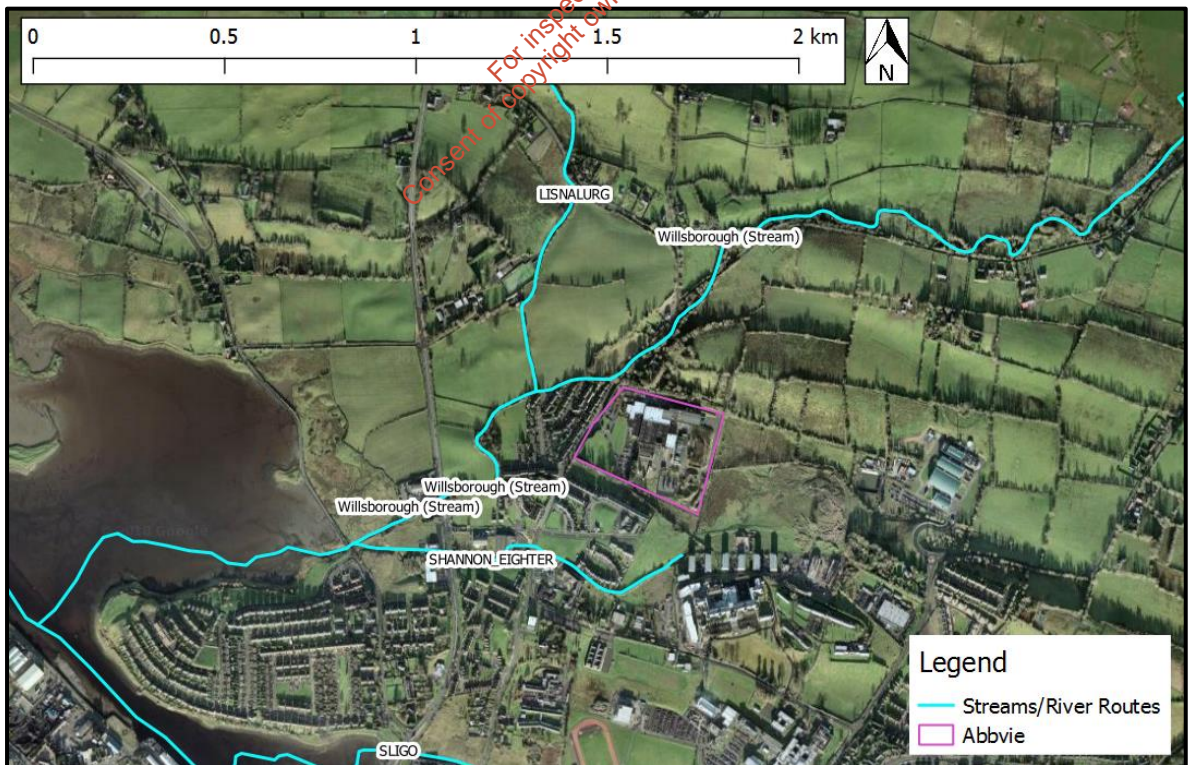 0 0.5 1 1.5 2 km
N
For inspe
Consent of copyright own
LISNALURG
Willsborough (Stream)
Willsborough (Stream)
Willsborough (Stream)
SHANNON_EIGHTER
SLIGO
Legend
Streams/River Routes
Abbvie